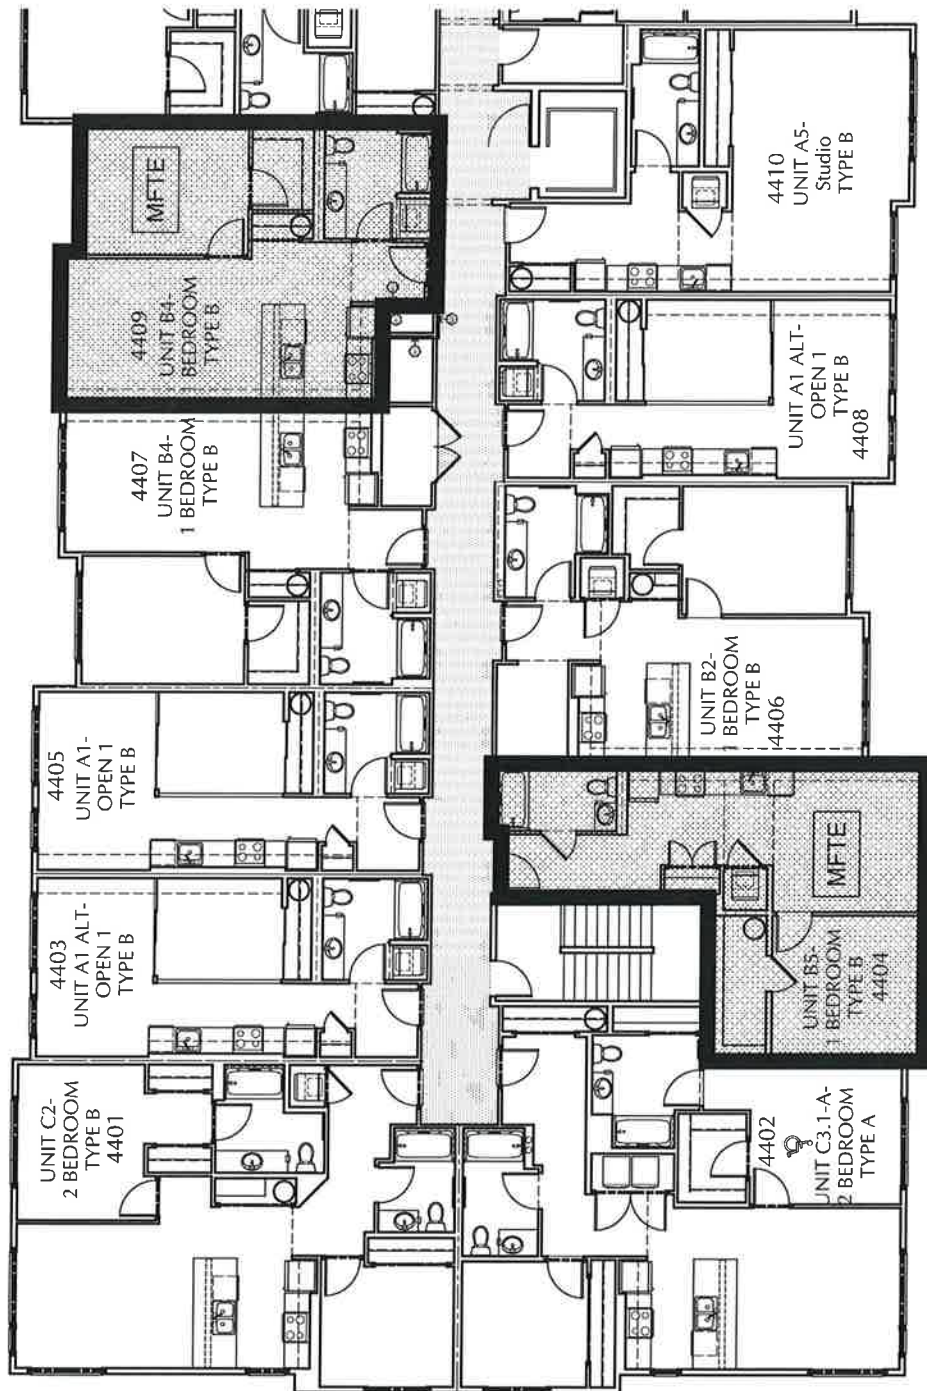 MFTE
4409
UNIT B4-
1 BEDROOM
TYPE B
4407
UNIT B4-
1 BEDROOM
TYPE B
4405
UNIT A1-
OPEN 1
TYPE B
4403
UNIT A1 ALT-
OPEN 1
TYPE B
UNIT C2-
2 BEDROOM
TYPE B
4401
4410
UNIT A5-
Studio
TYPE B
UNIT A1 ALT-
OPEN 1
TYPE B
4408
UNIT B2-
1 BEDROOM
TYPE B
4406
MFTE
UNIT B5-
1 BEDROOM
TYPE B
4404
4402
UNIT C3.1-A-
2 BEDROOM
TYPE A